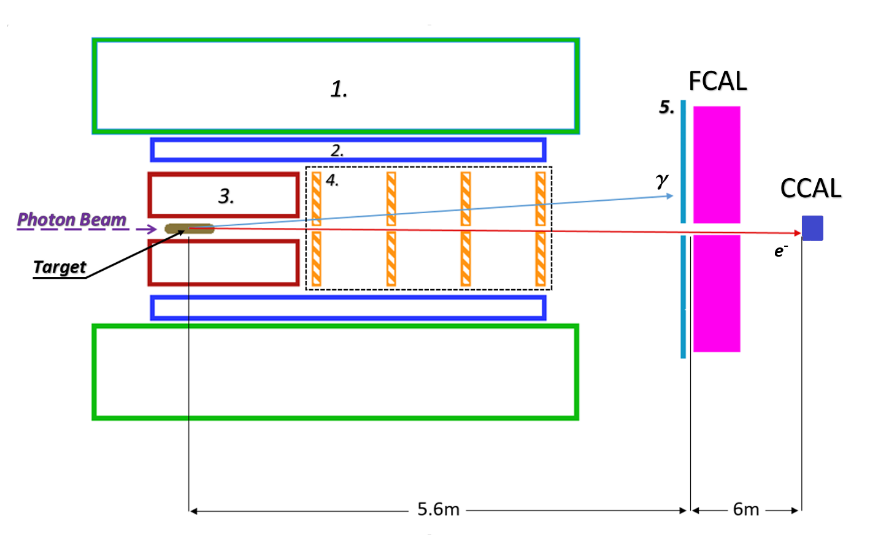 1.
FCAL
5.
2.
4.
γ
CCAL
3.
Photon Beam
e-
Target
5.6m
6m